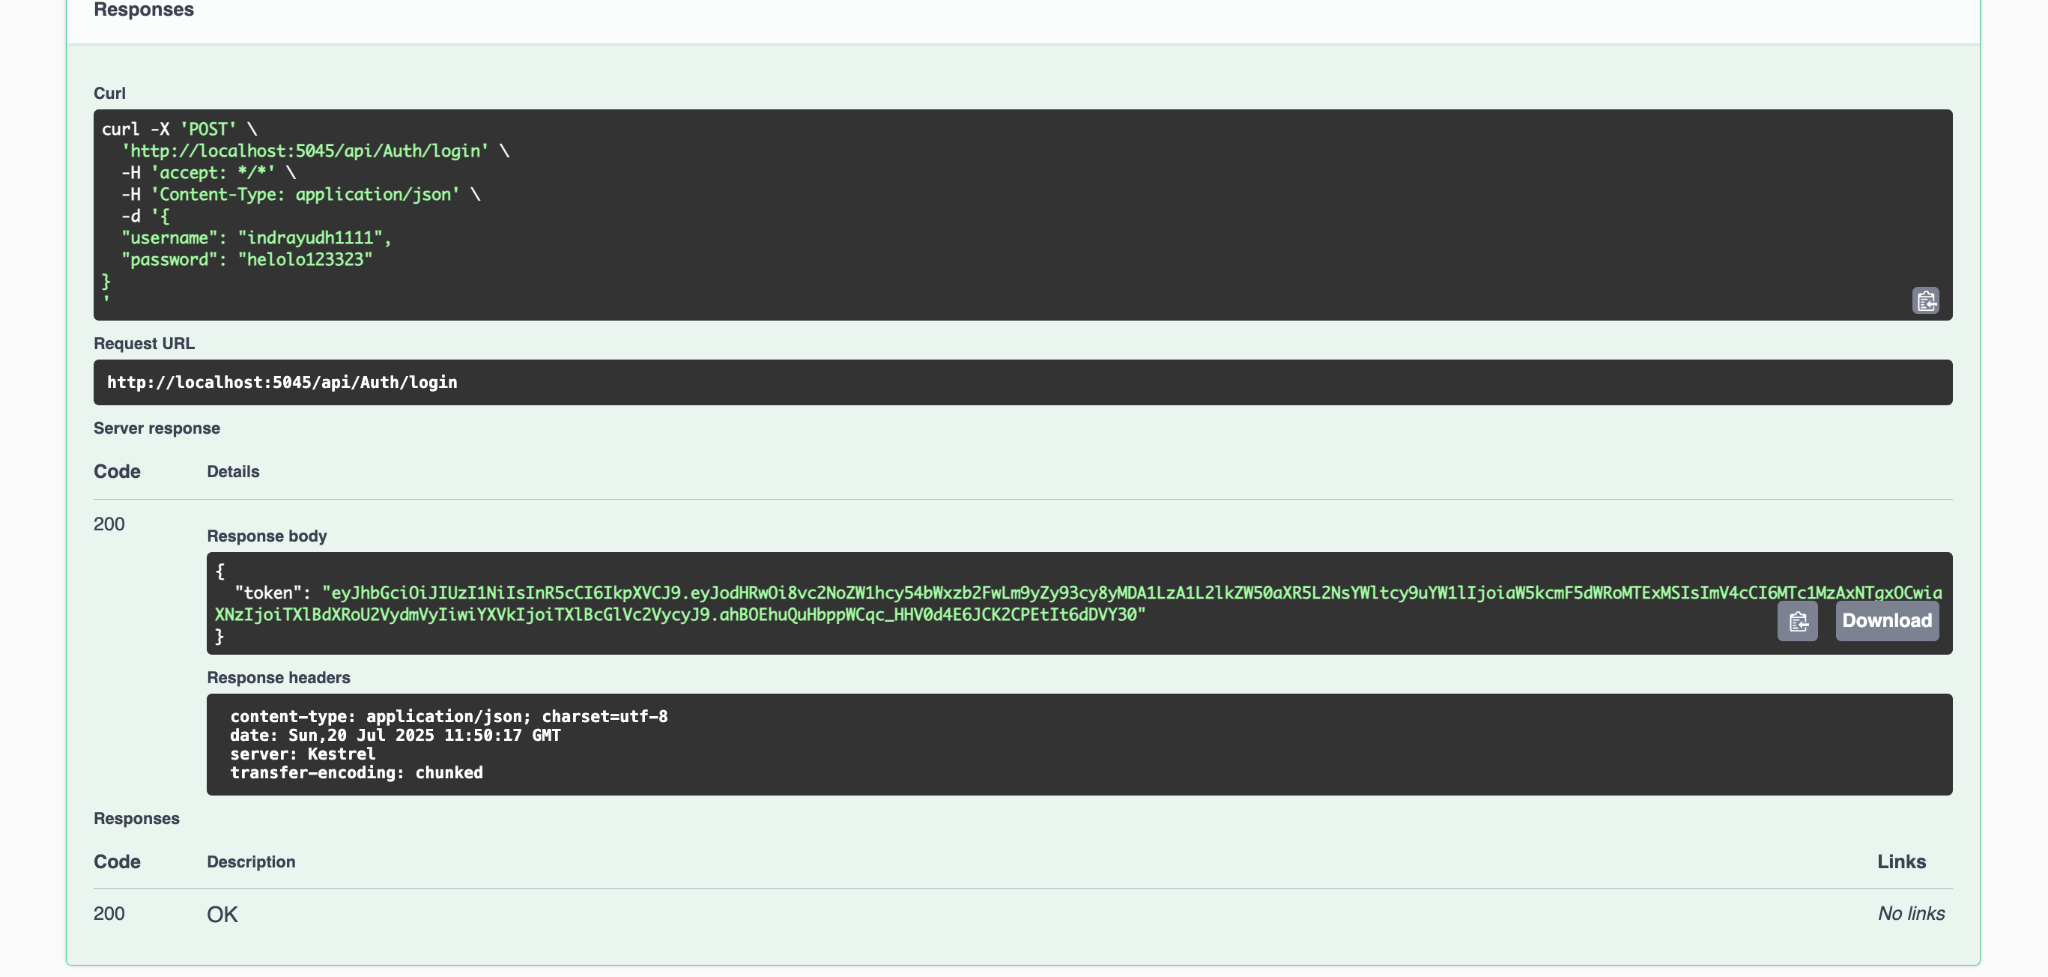 Responses
Curl
curl -X 'POST' \
'http://localhost:5045/api/Auth/login' \
-H 'accept: */*' \
-H 'Content-Type: application/json' \
-d '{
"username": "indrayudh1111",
"password": "helolo123323"
}
'
Request URL
http://localhost:5045/api/Auth/login
Server response
Code Details
200
Response body
{
"token": "eyJhbGciOiJIUzI1NiIsInR5cCI6IkpXVCJ9.eyJodHRwOi8vc2NoZW1hcy54bWxzb2FwLm9yZy93cy8yMDA1LzA1L2lkZW50aXR5L2NsYWltcy9uYW1lIjoiaW5kcmF5dWRoMTExMSIsImV4cCI6MTc1MzAxNTgxOCwia
XNzIjoiTXlBdXRoU2VydmVyIiwiYXVkIjoiTXlBcGlVc2VycyJ9.ahBOEhuQuHbppWCqc_HHV0d4E6JCK2CPEtIt6dDVY30"
}
Download
Response headers
content-type: application/json; charset=utf-8
date: Sun,20 Jul 2025 11:50:17 GMT
server: Kestrel
transfer-encoding: chunked
Responses
Code Description Links
200 OK No links